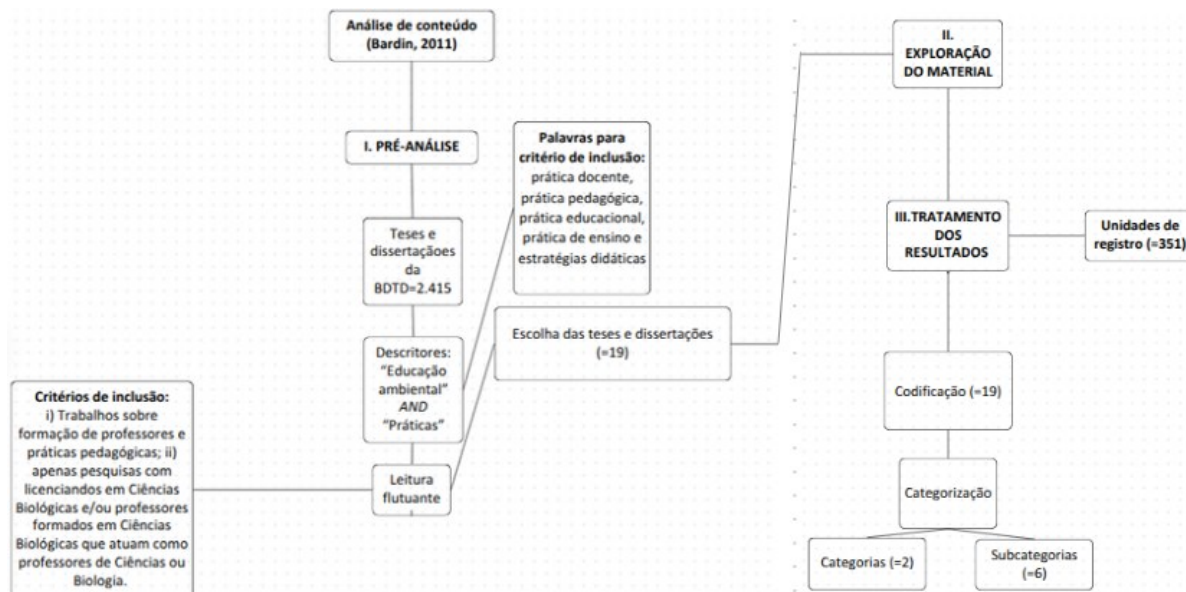 Análise de conteúdo
(Bardin, 2011)
I. PRÉ-ANÁLISE
Teses e
dissertaçãoes
da
BDTD=2.415
Descritores:
“Educação
ambiental”
AND
“Práticas”
Leitura
flutuante
Critérios de inclusão:
i) Trabalhos sobre
formação de professores e
práticas pedagógicas; ii)
apenas pesquisas com
licenciandos em Ciências
Biológicas e/ou professores
formados em Ciências
Biológicas que atuam como
professores de Ciências ou
Biologia.
Palavras para
critério de inclusão:
prática docente,
prática pedagógica,
prática educacional,
prática de ensino e
estratégias didáticas
Escolha das teses e dissertações
(=19)
II.
EXPLORAÇÃO
DO MATERIAL
III.TRATAMENTO
DOS
RESULTADOS
Unidades de
registro (=351)
Codificação (=19)
Categorização
Categorias (=2)
Subcategorias
(=6)